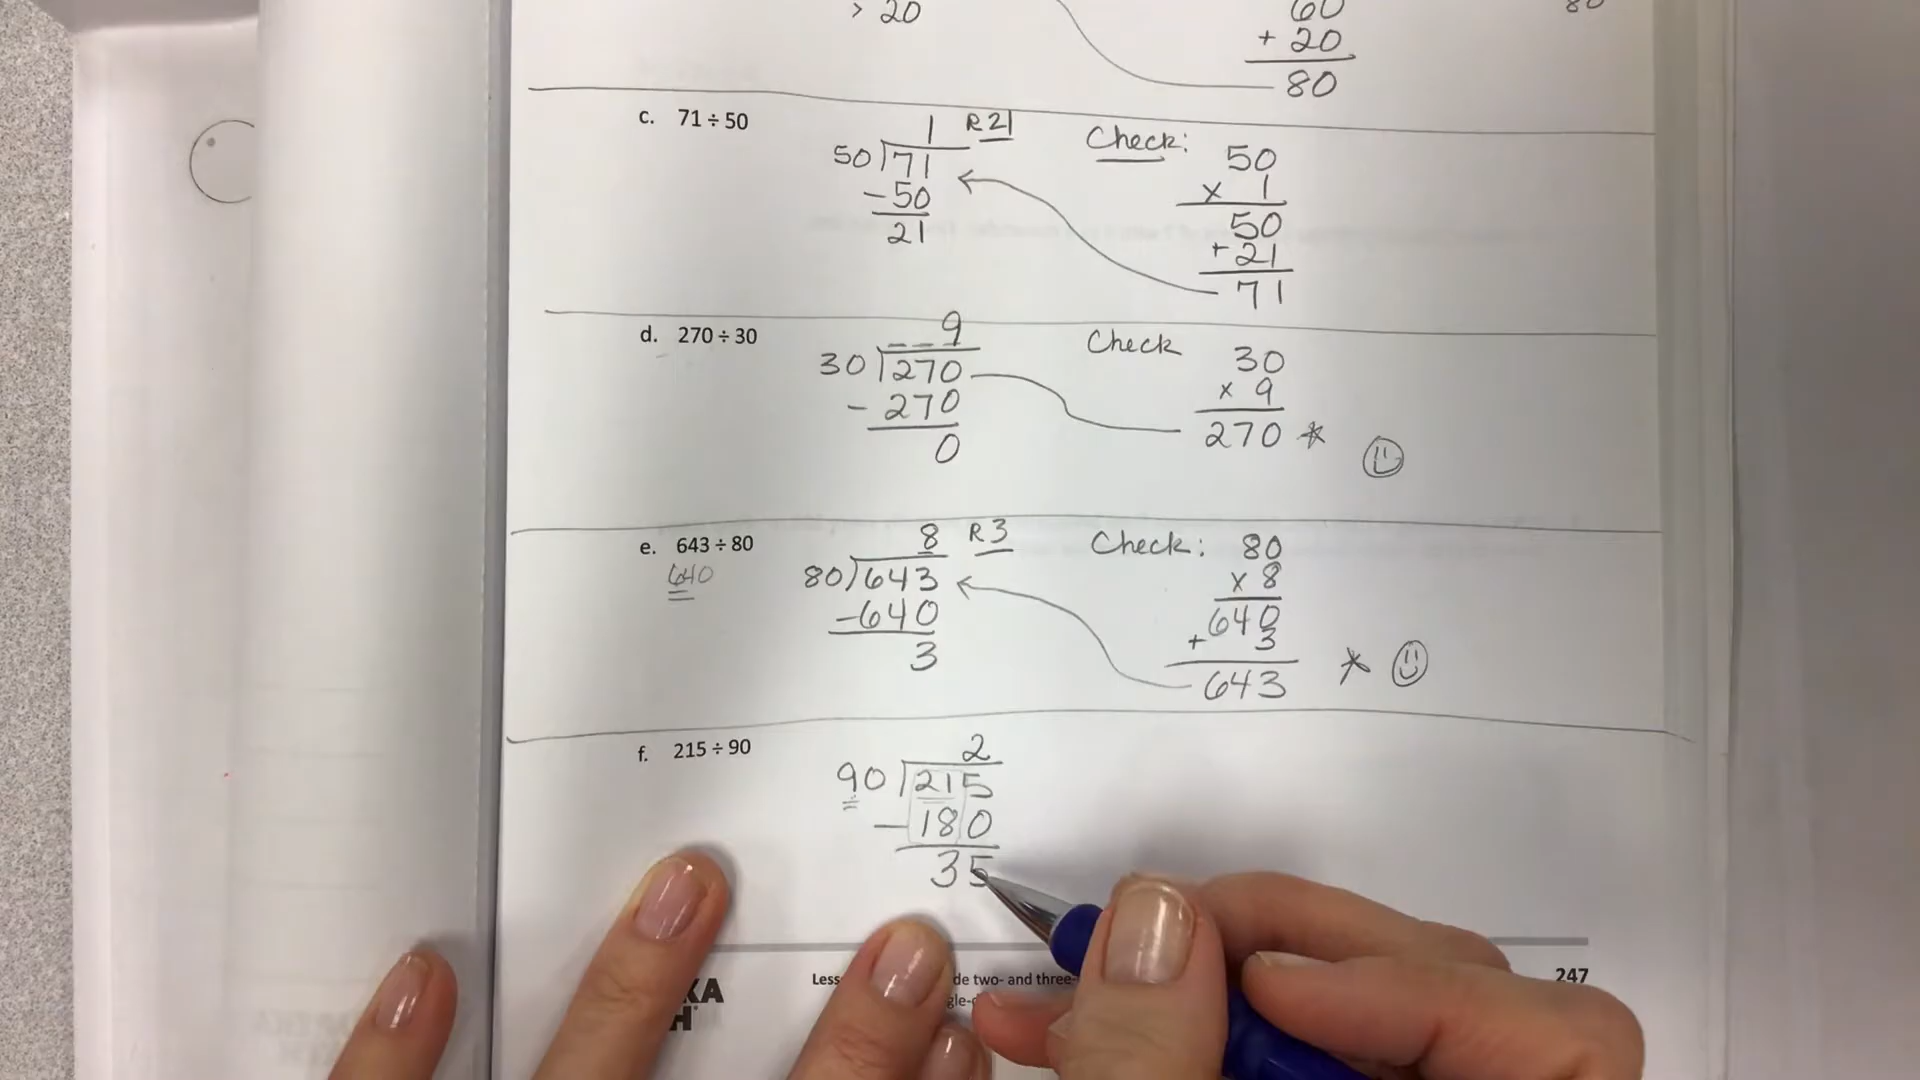 > 20
60
+ 20
80
80
c. 71 ÷ 50
1 R21
50 71
-50
21
Check:
50
x 1
50
+21
71
d. 270 ÷ 30
9
30 270
- 270
0
Check
30
x 9
270 *
e. 643 ÷ 80
640
8 R3
80)643
-640
3
Check:
80
x 8
640
+ 3
643 *
f. 215 ÷ 90
2
90 215
-180
35
247